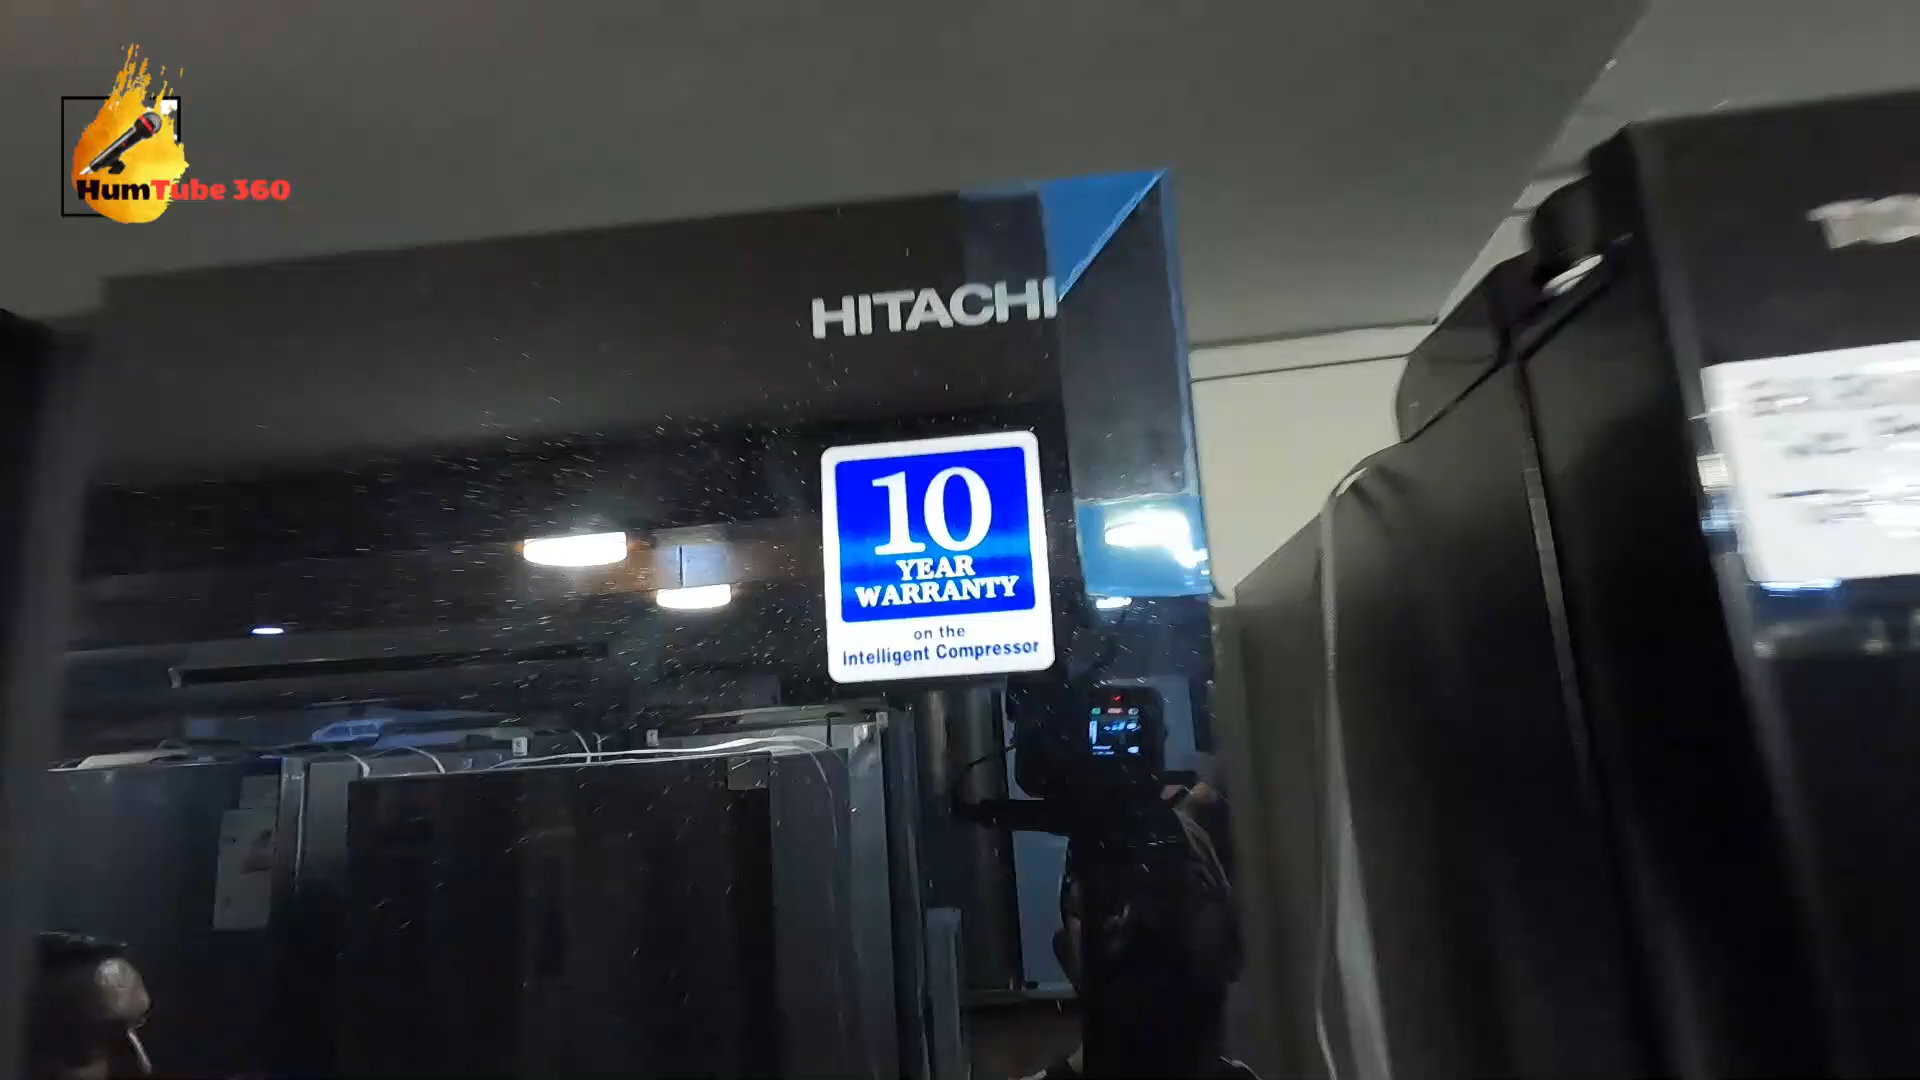 HumTube 360
HITACHI
10
YEAR
WARRANTY
on the
Intelligent Compressor